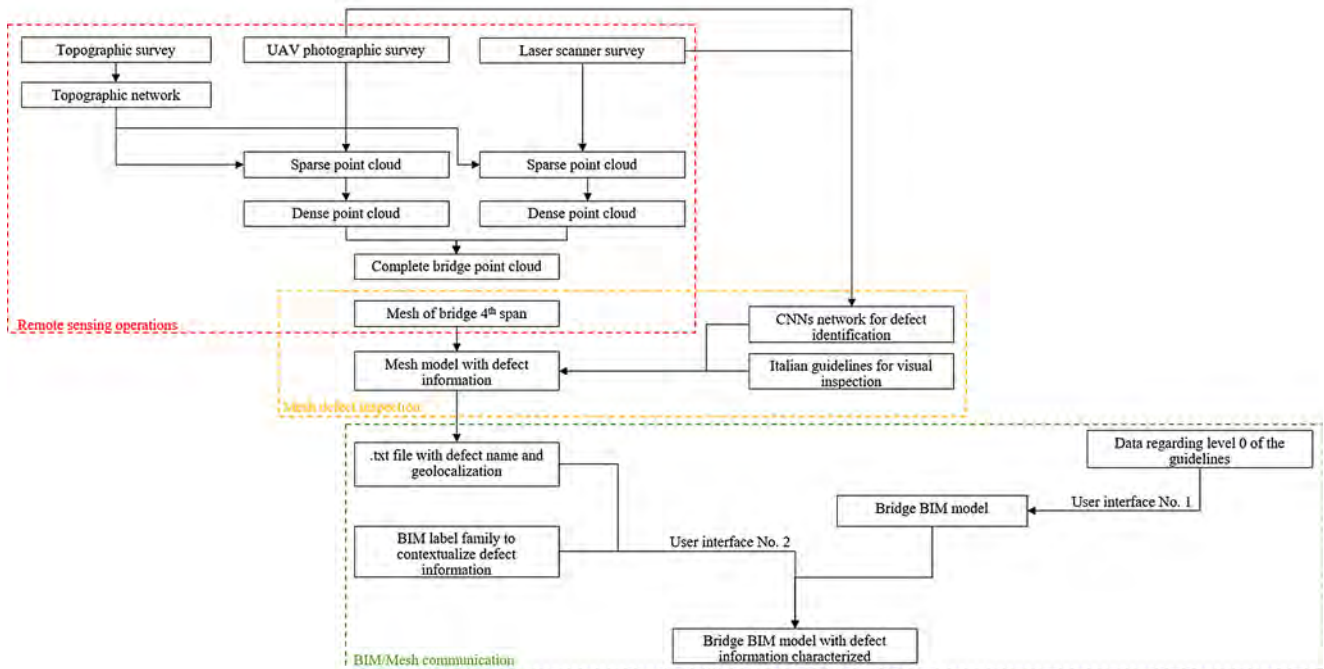 Topographic survey
UAV photographic survey
Laser scanner survey
Topographic network
Sparse point cloud
Sparse point cloud
Dense point cloud
Dense point cloud
Complete bridge point cloud
Mesh of bridge 4th span
Remote sensing operations
CNNs network for defect
identification
Mesh model with defect
information
Italian guidelines for visual
inspection
Mesh defect inspection
.txt file with defect name and
geolocalization
Data regarding level 0 of the
guidelines
User interface No. 1
Bridge BIM model
BIM label family to
contextualize defect
information
User interface No. 2
Bridge BIM model with defect
information characterized
BIM/Mesh communication